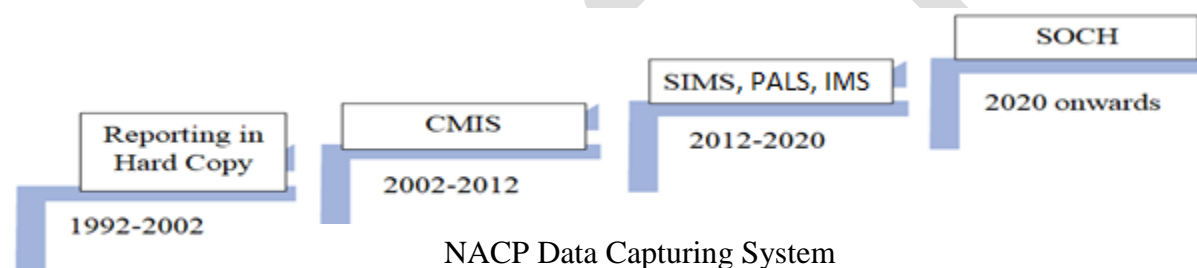 Reporting in
Hard Copy
1992-2002
CMIS
2002-2012
SIMS, PALS, IMS
2012-2020
SOCH
2020 onwards
NACP Data Capturing System